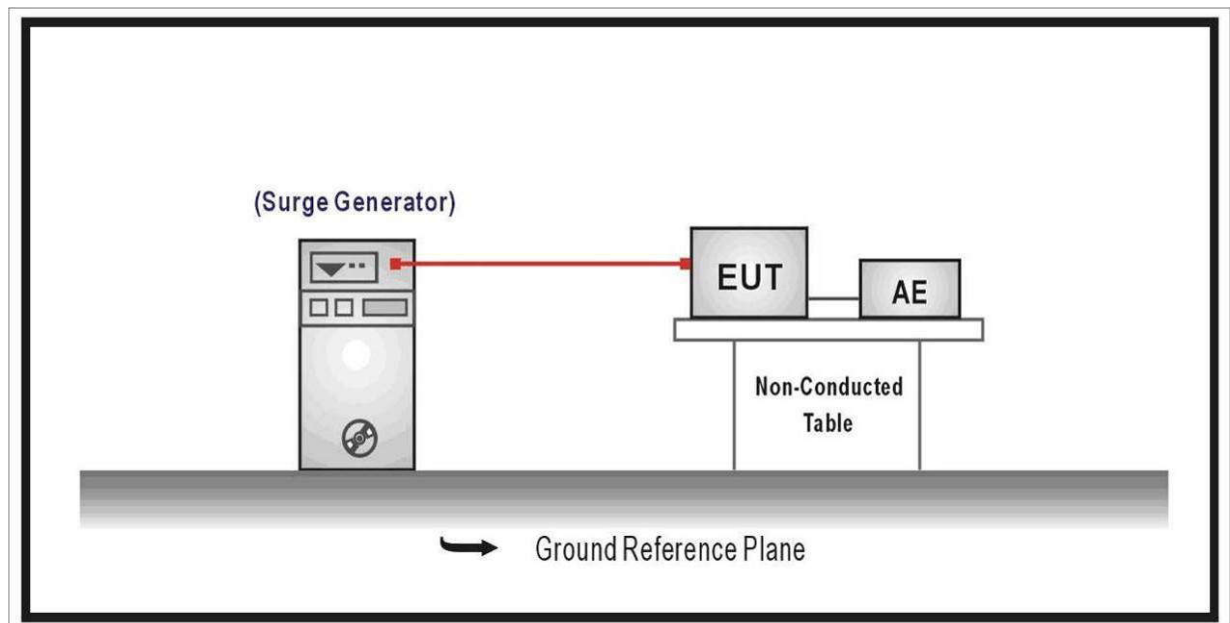 (Surge Generator)
EUT
AE
Non-Conducted
Table
Ground Reference Plane